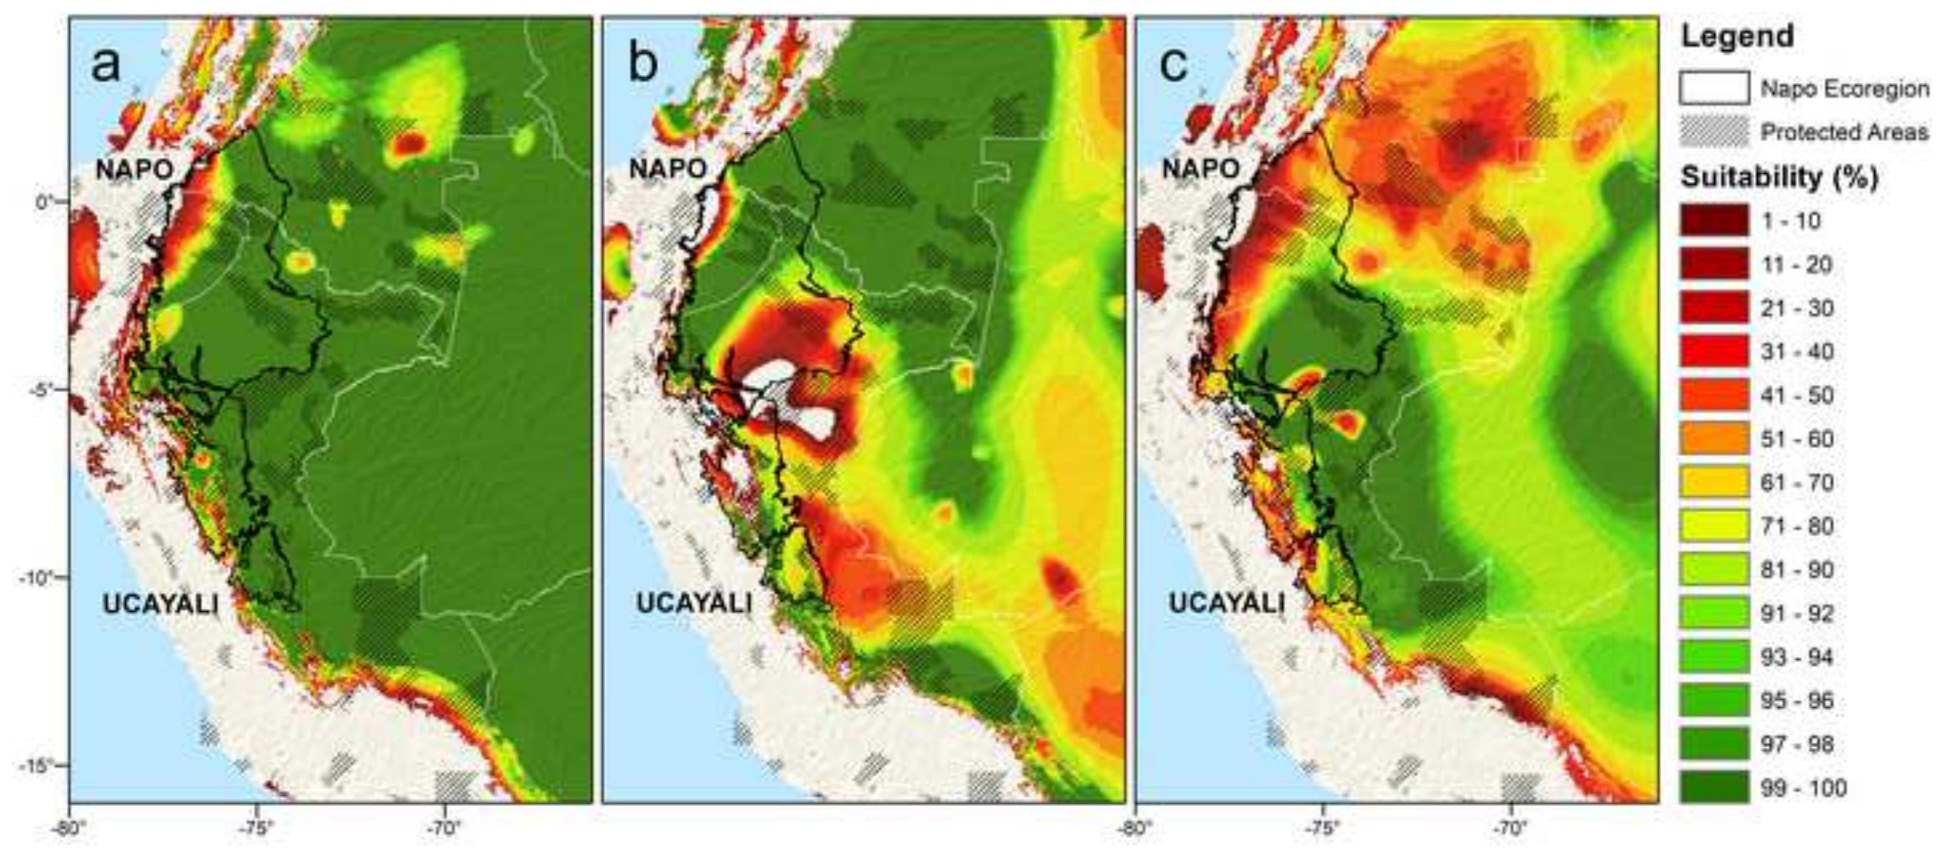 a
b
c
NAPO
NAPO
NAPO
UCAYALI
UCAYALI
UCAYALI
0°
-5°
-10°
-15°
-80°
-75°
-70°
-80°
-75°
-70°
Legend
Napo Ecoregion
Protected Areas
Suitability (%)
1 - 10
11 - 20
21 - 30
31 - 40
41 - 50
51 - 60
61 - 70
71 - 80
81 - 90
91 - 92
93 - 94
95 - 96
97 - 98
99 - 100